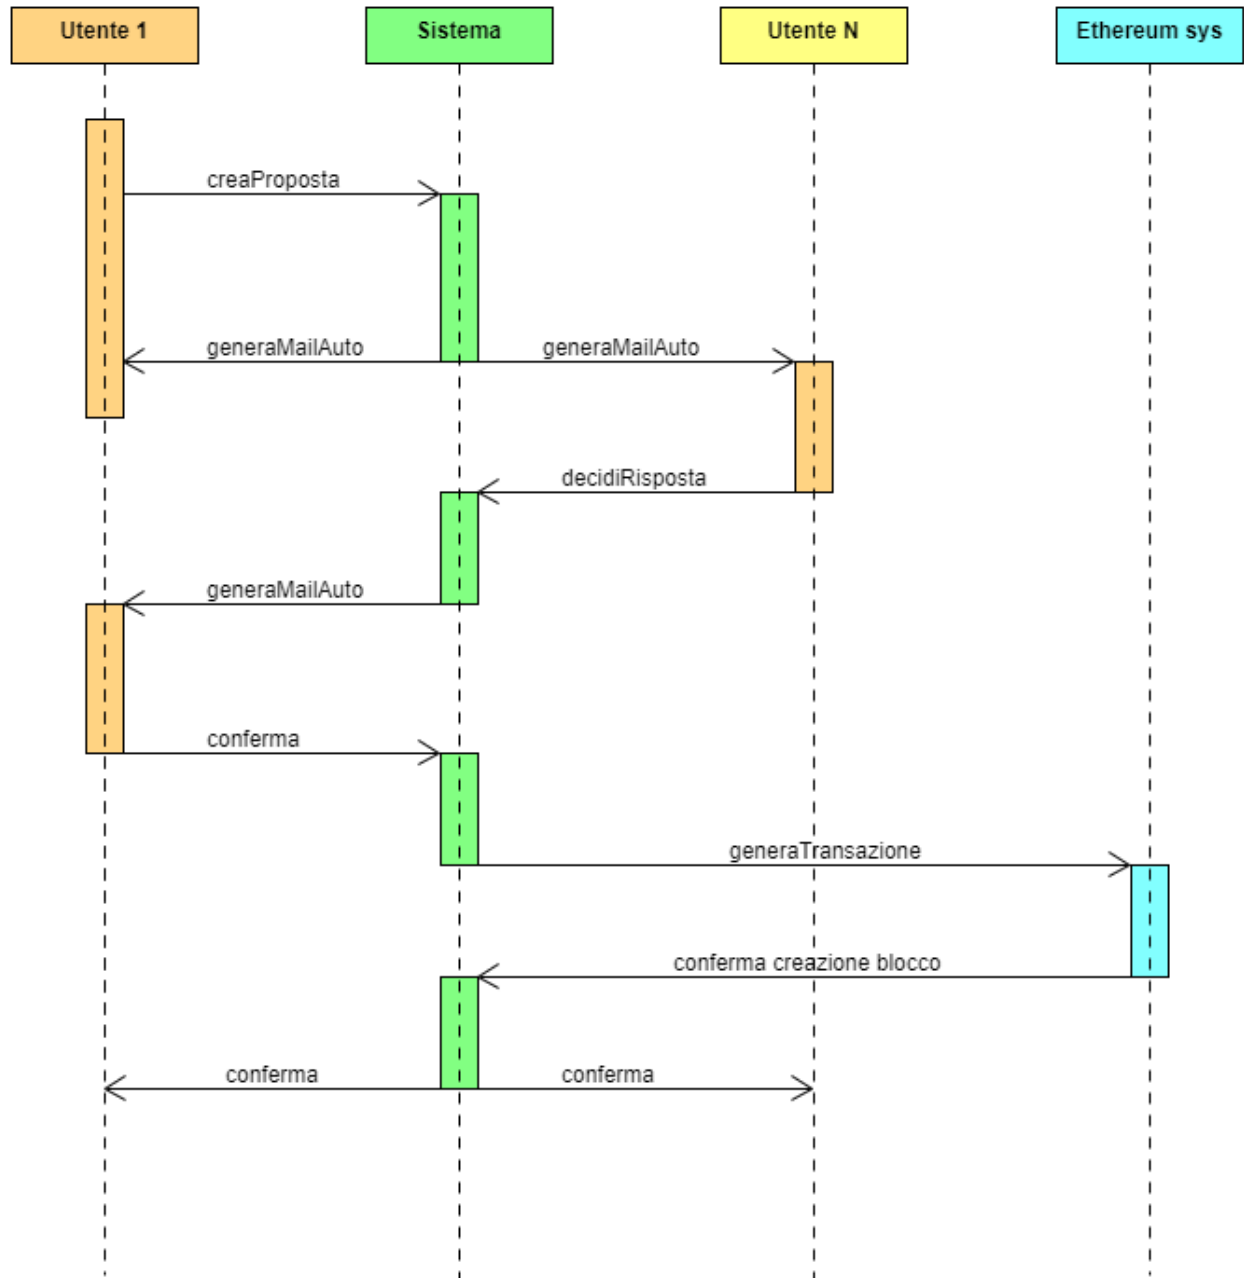 Utente 1
Sistema
Utente N
Ethereum sys
creaProposta
generaMailAuto
generaMailAuto
decidiRisposta
generaMailAuto
conferma
generaTransazione
conferma creazione blocco
conferma
conferma